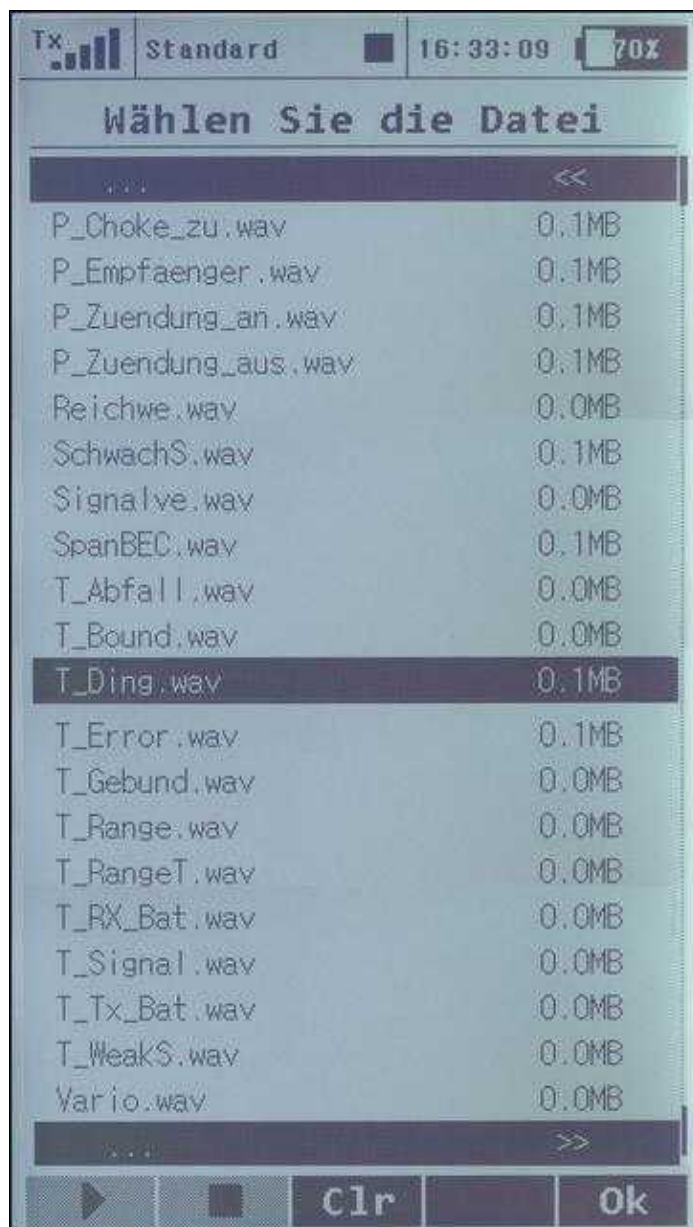 Tx Standard 16:33:09 70%
Wählen Sie die Datei
... <<
P_Choke_zu.wav 0.1MB
P_Empfaenger.wav 0.1MB
P_Zuendung_an.wav 0.1MB
P_Zuendung_aus.wav 0.1MB
Reichwe.wav 0.0MB
SchwachS.wav 0.1MB
Signalve.wav 0.0MB
SpanBEC.wav 0.1MB
T_Abfall.wav 0.0MB
T_Bound.wav 0.0MB
T_Ding.wav 0.1MB
T_Error.wav 0.1MB
T_Gebund.wav 0.0MB
T_Range.wav 0.0MB
T_RangeT.wav 0.0MB
T_RX_Bat.wav 0.0MB
T_Signal.wav 0.0MB
T_Tx_Bat.wav 0.0MB
T_WeakS.wav 0.0MB
Vario.wav 0.0MB
... >>
Clr Ok